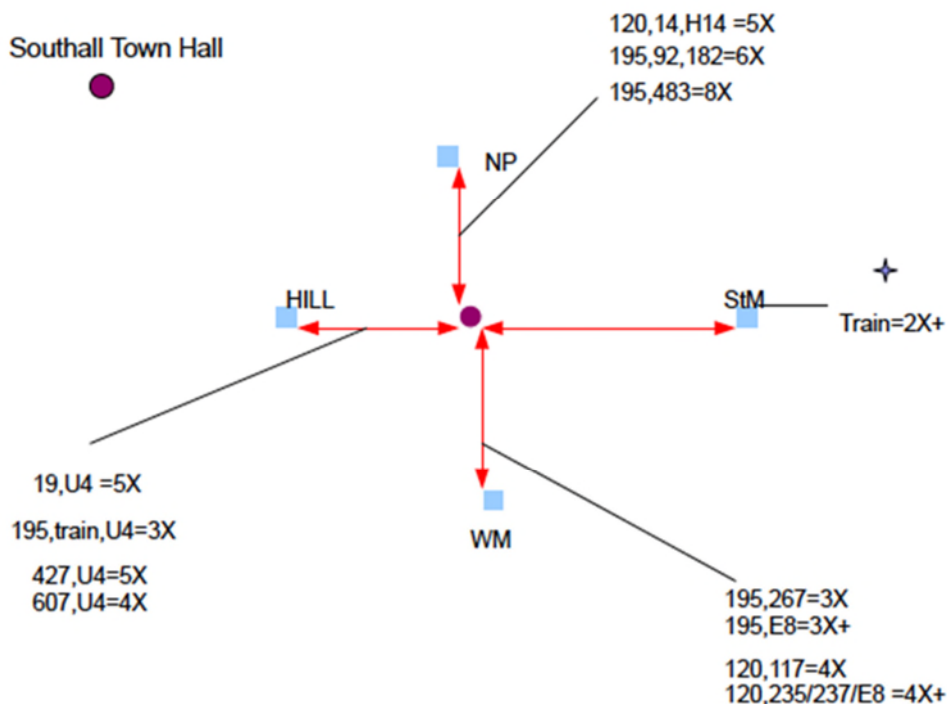 120,14,H14 =5X
Southall Town Hall
195,92,182=6X
195,483=8X
NP
HILL
StM
Train=2X+
19,U4 =5X
195,train,U4=3X
427,U4=5X
607,U4=4X
WM
195,267=3X
195,E8=3X+
120,117=4X
120,235/237/E8 =4X+